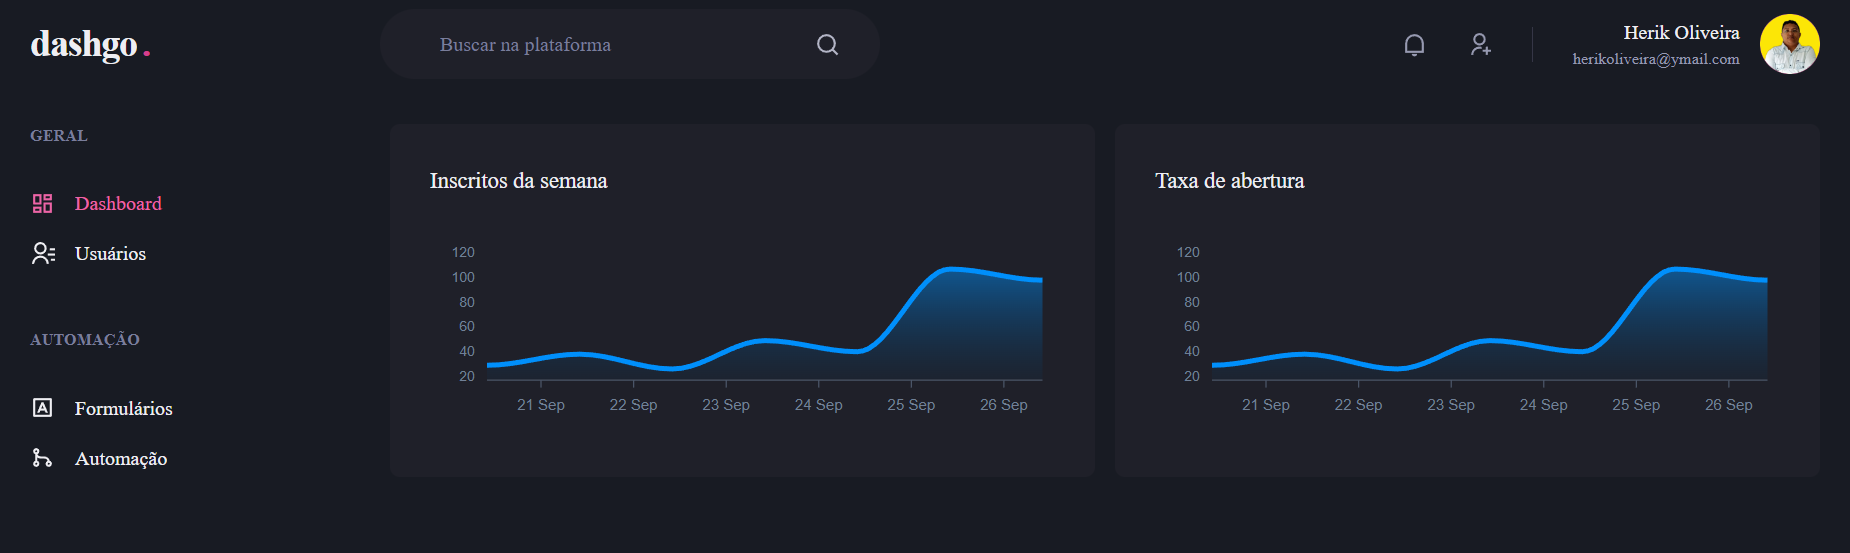 dashgo.
Buscar na plataforma
Herik Oliveira
herikoliveira@ymail.com
GERAL
Dashboard
Usuários
AUTOMAÇÃO
Formulários
Automação
Inscritos da semana
120
100
80
60
40
20
21 Sep 22 Sep 23 Sep 24 Sep 25 Sep 26 Sep
Taxa de abertura
120
100
80
60
40
20
21 Sep 22 Sep 23 Sep 24 Sep 25 Sep 26 Sep